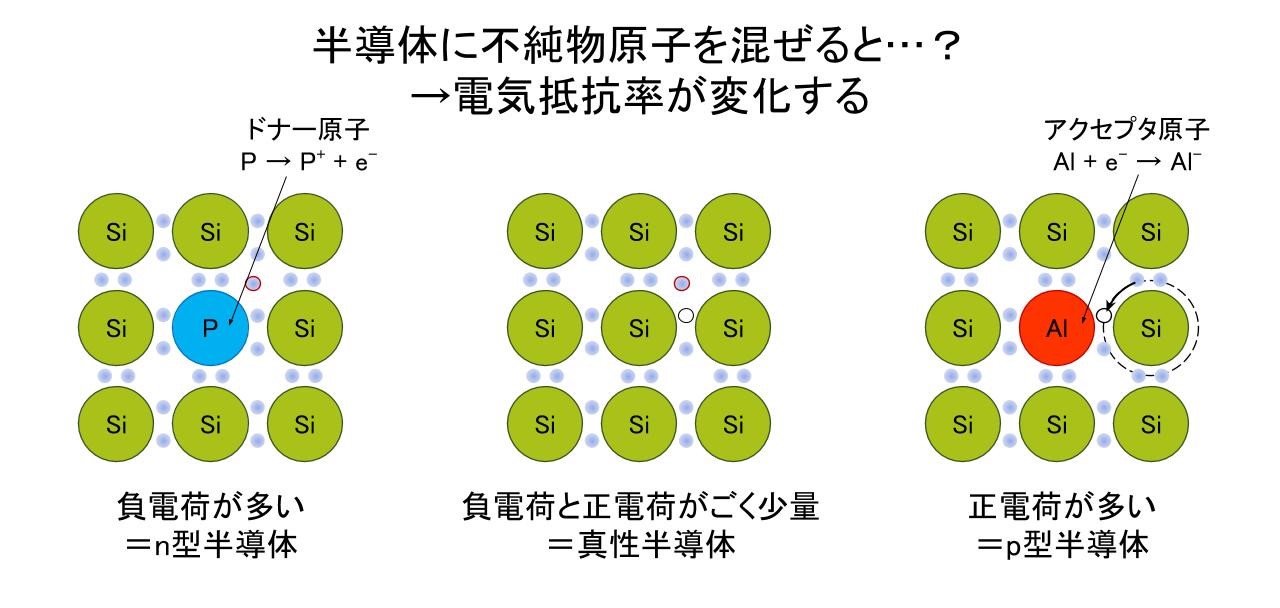 半導体に不純物原子を混ぜると…？
→電気抵抗率が変化する
ドナー原子
P → P⁺ + e⁻
アクセプタ原子
Al + e⁻ → Al⁻
Si Si Si
Si P Si
Si Si Si
Si Si Si
Si Si Si
Si Si Si
Si Si Si
Si Al Si
Si Si Si
負電荷が多い
＝n型半導体
負電荷と正電荷がごく少量
＝真性半導体
正電荷が多い
＝p型半導体